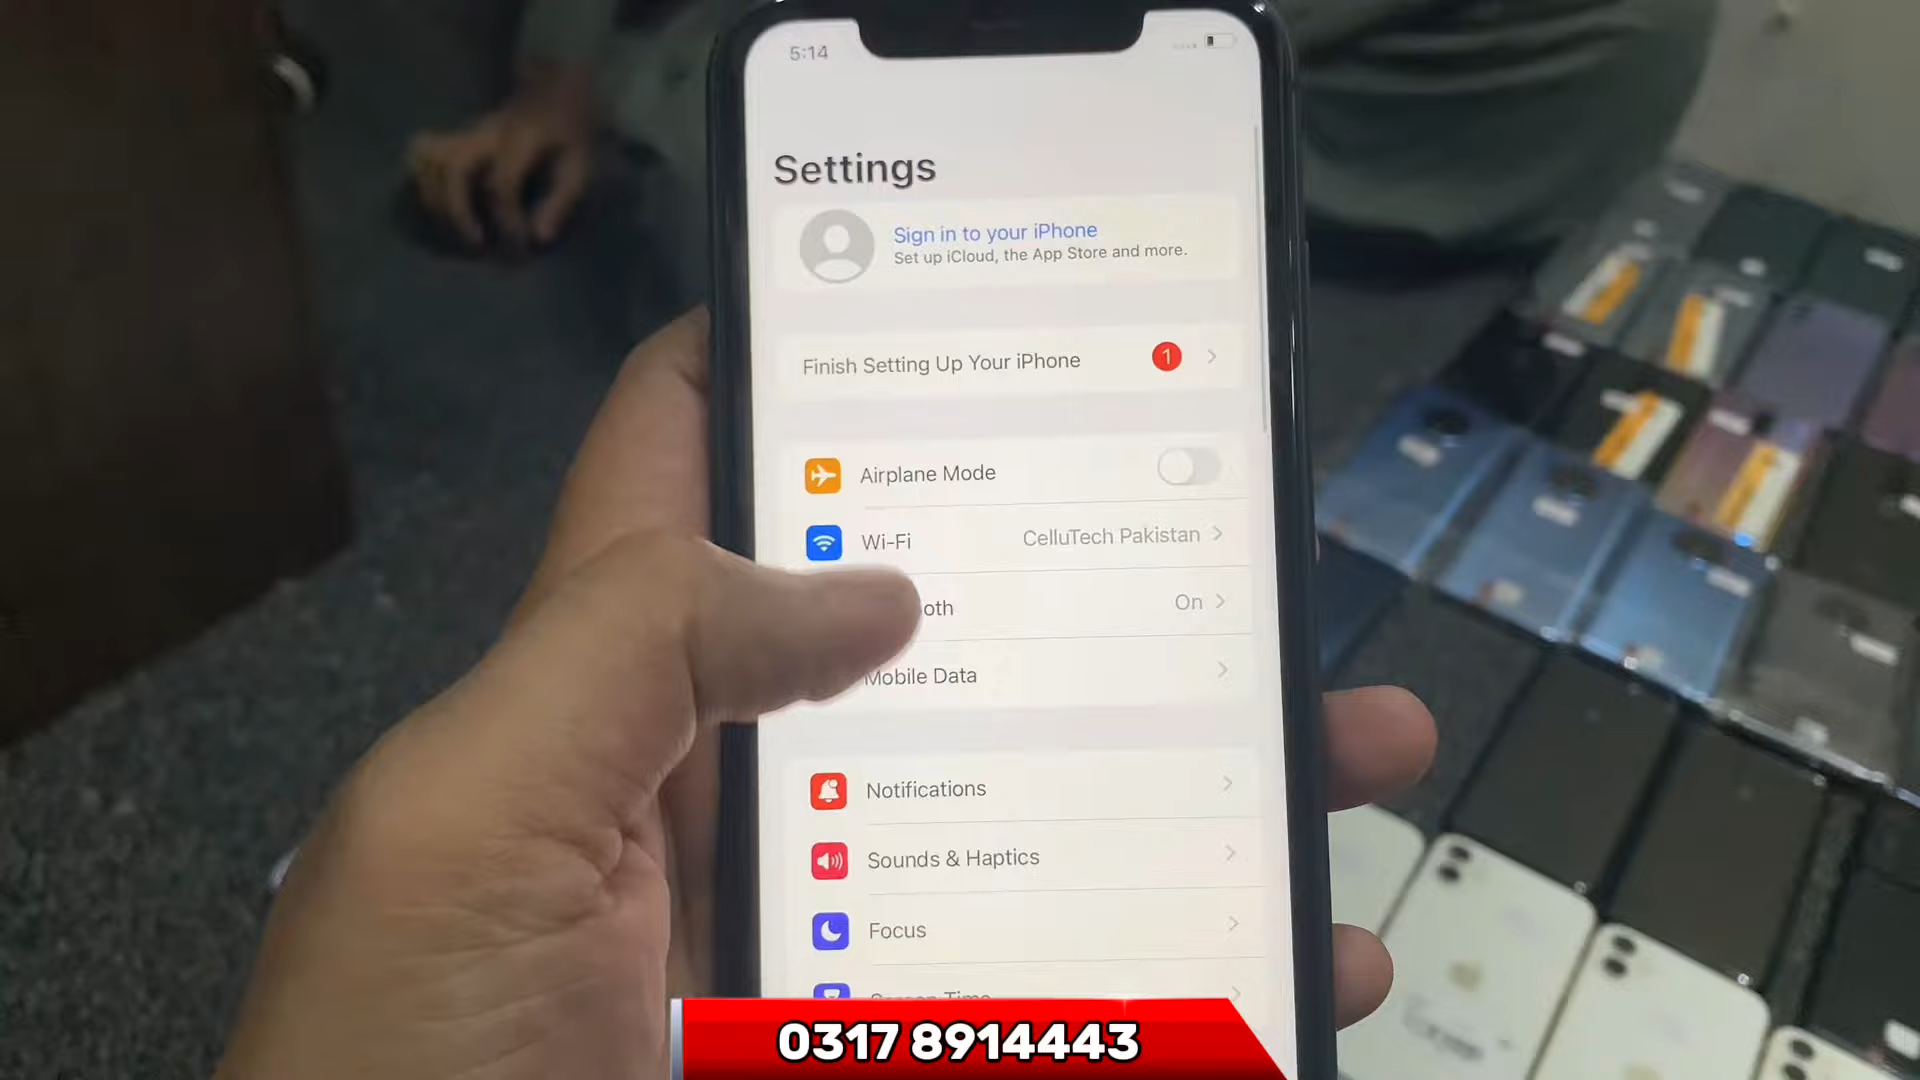 5:14
Settings
Sign in to your iPhone
Set up iCloud, the App Store and more.
Finish Setting Up Your iPhone 1
Airplane Mode
Wi-Fi CelluTech Pakistan
oth On
Mobile Data
Notifications
Sounds & Haptics
Focus
Screen Time
0317 8914443